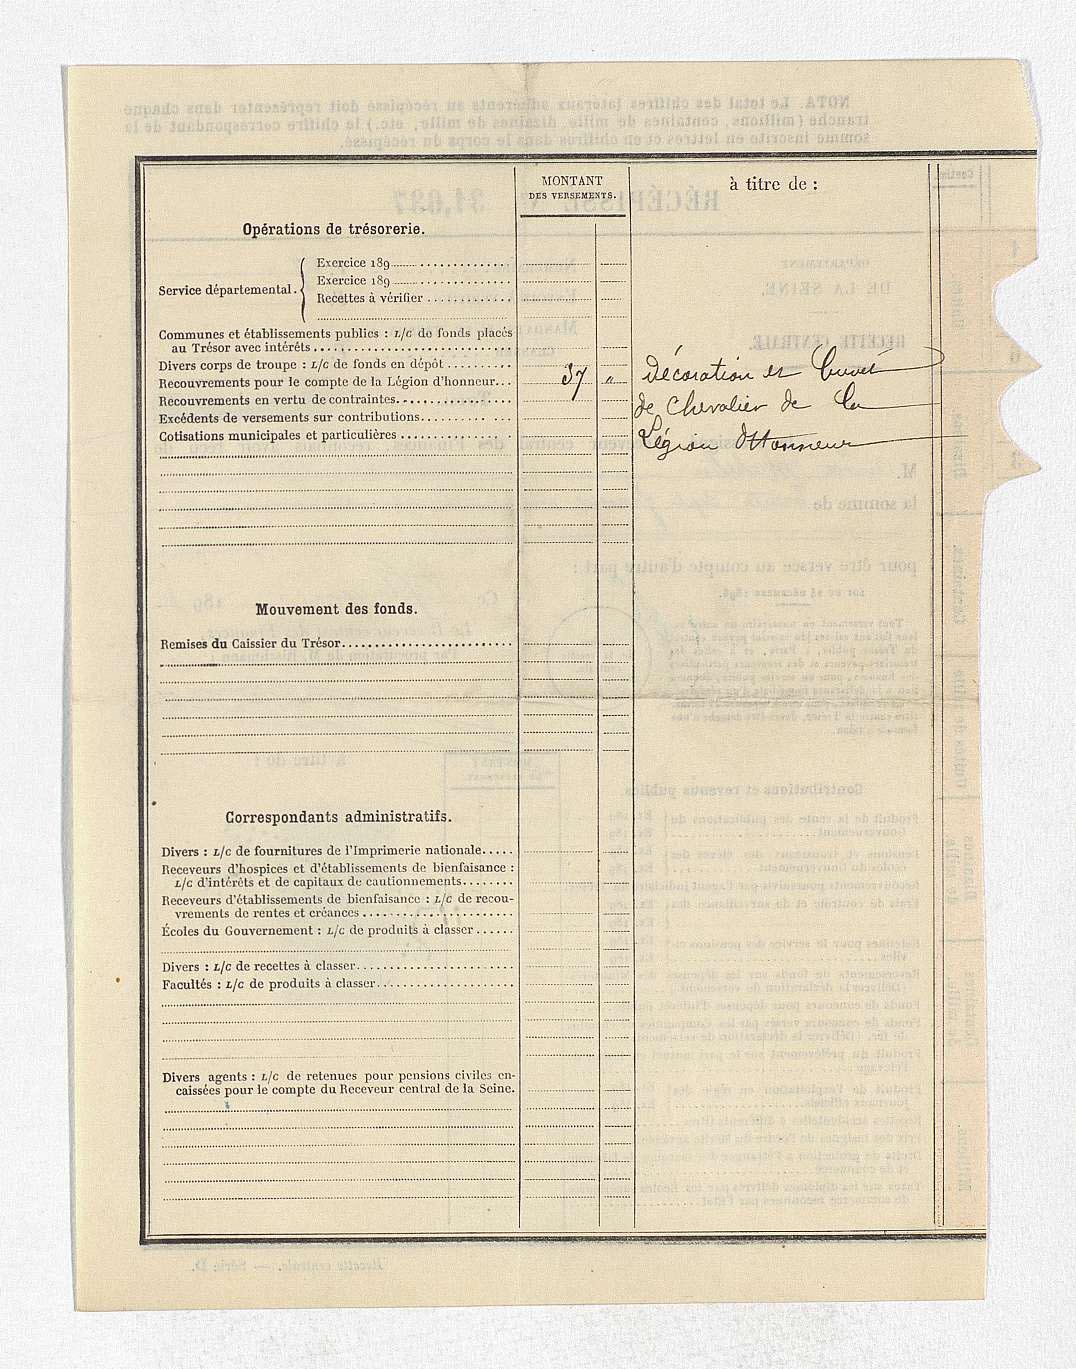 MONTANT
DES VERSEMENTS.
à titre de :
Opérations de trésorerie.
Service départemental.
Exercice 189
Exercice 189
Recettes à vérifier
Communes et établissements publics : L/C de fonds placés
au Trésor avec intérêts
Divers corps de troupe : L/C de fonds en dépôt
Recouvrements pour le compte de la Légion d'honneur...
37 "
Décoration et brevet
de Chevalier de la
Légion d'Honneur
Recouvrements en vertu de contraintes
Excédents de versements sur contributions
Cotisations municipales et particulières
Mouvement des fonds.
Remises du Caissier du Trésor
Correspondants administratifs.
Divers : L/C de fournitures de l'Imprimerie nationale
Receveurs d'hospices et d'établissements de bienfaisance :
L/C d'intérêts et de capitaux de cautionnements
Receveurs d'établissements de bienfaisance : L/C de recou-
vrements de rentes et créances
Écoles du Gouvernement : L/C de produits à classer
Divers : L/C de recettes à classer
Facultés : L/C de produits à classer
Divers agents : L/C de retenues pour pensions civiles en-
caissées pour le compte du Receveur central de la Seine.